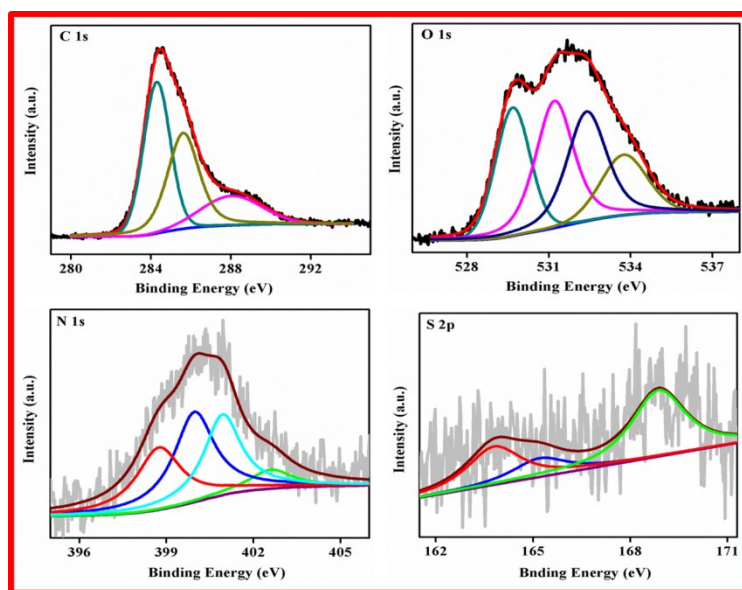 C 1s
Intensity (a.u.)
280 284 288 292
Binding Energy (eV)
O 1s
Intensity (a.u.)
528 531 534 537
Binding Energy (eV)
N 1s
Intensity (a.u.)
396 399 402 405
Binding Energy (eV)
S 2p
Intensity (a.u.)
162 165 168 171
Binding Energy (eV)